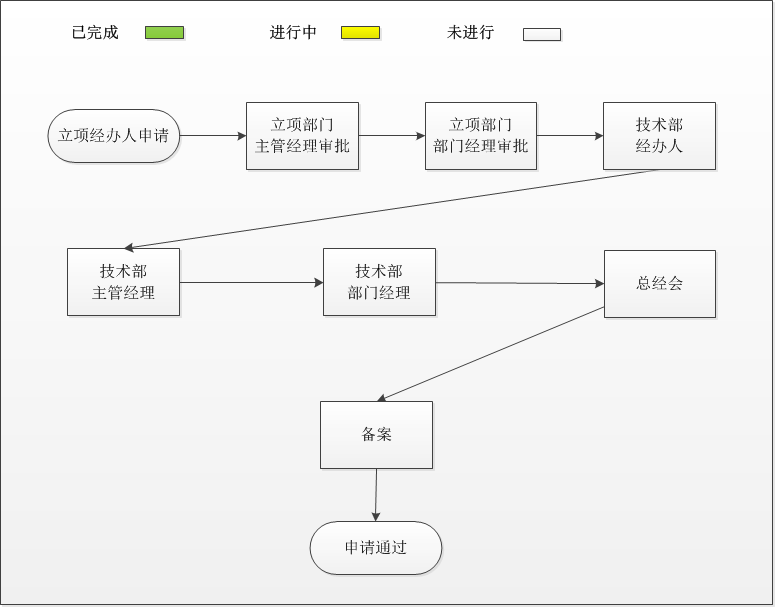 已完成
进行中
未进行
立项经办人申请
立项部门
主管经理审批
立项部门
部门经理审批
技术部
经办人
技术部
主管经理
技术部
部门经理
总经会
备案
申请通过